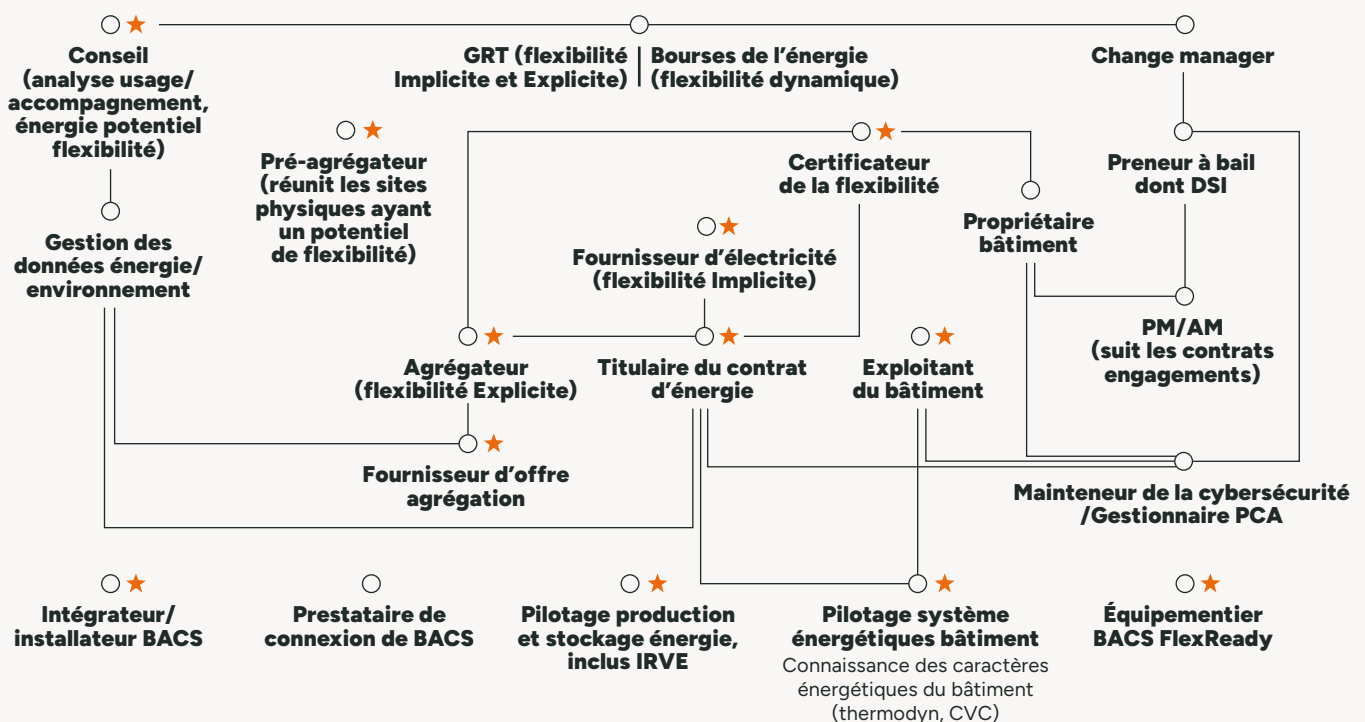 Conseil
(analyse usage/
accompagnement,
énergie potentiel
flexibilité)
GRT (flexibilité
Implicite et Explicite)
Bourses de l'énergie
(flexibilité dynamique)
Change manager
Pré-agrégateur
(réunit les sites
physiques ayant
un potentiel
de flexibilité)
Certificateur
de la flexibilité
Preneur à bail
dont DSI
Gestion des
données énergie/
environnement
Fournisseur d'électricité
(flexibilité Implicite)
Propriétaire
bâtiment
Agrégateur
(flexibilité Explicite)
Titulaire du contrat
d'énergie
Exploitant
du bâtiment
PM/AM
(suit les contrats
engagements)
Fournisseur d'offre
agrégation
Mainteneur de la cybersécurité
/Gestionnaire PCA
Intégrateur/
installateur BACS
Prestataire de
connexion de BACS
Pilotage production
et stockage énergie,
inclus IRVE
Pilotage système
énergétiques bâtiment
Connaissance des caractères
énergétiques du bâtiment
(thermodyn, CVC)
Équipementier
BACS FlexReady